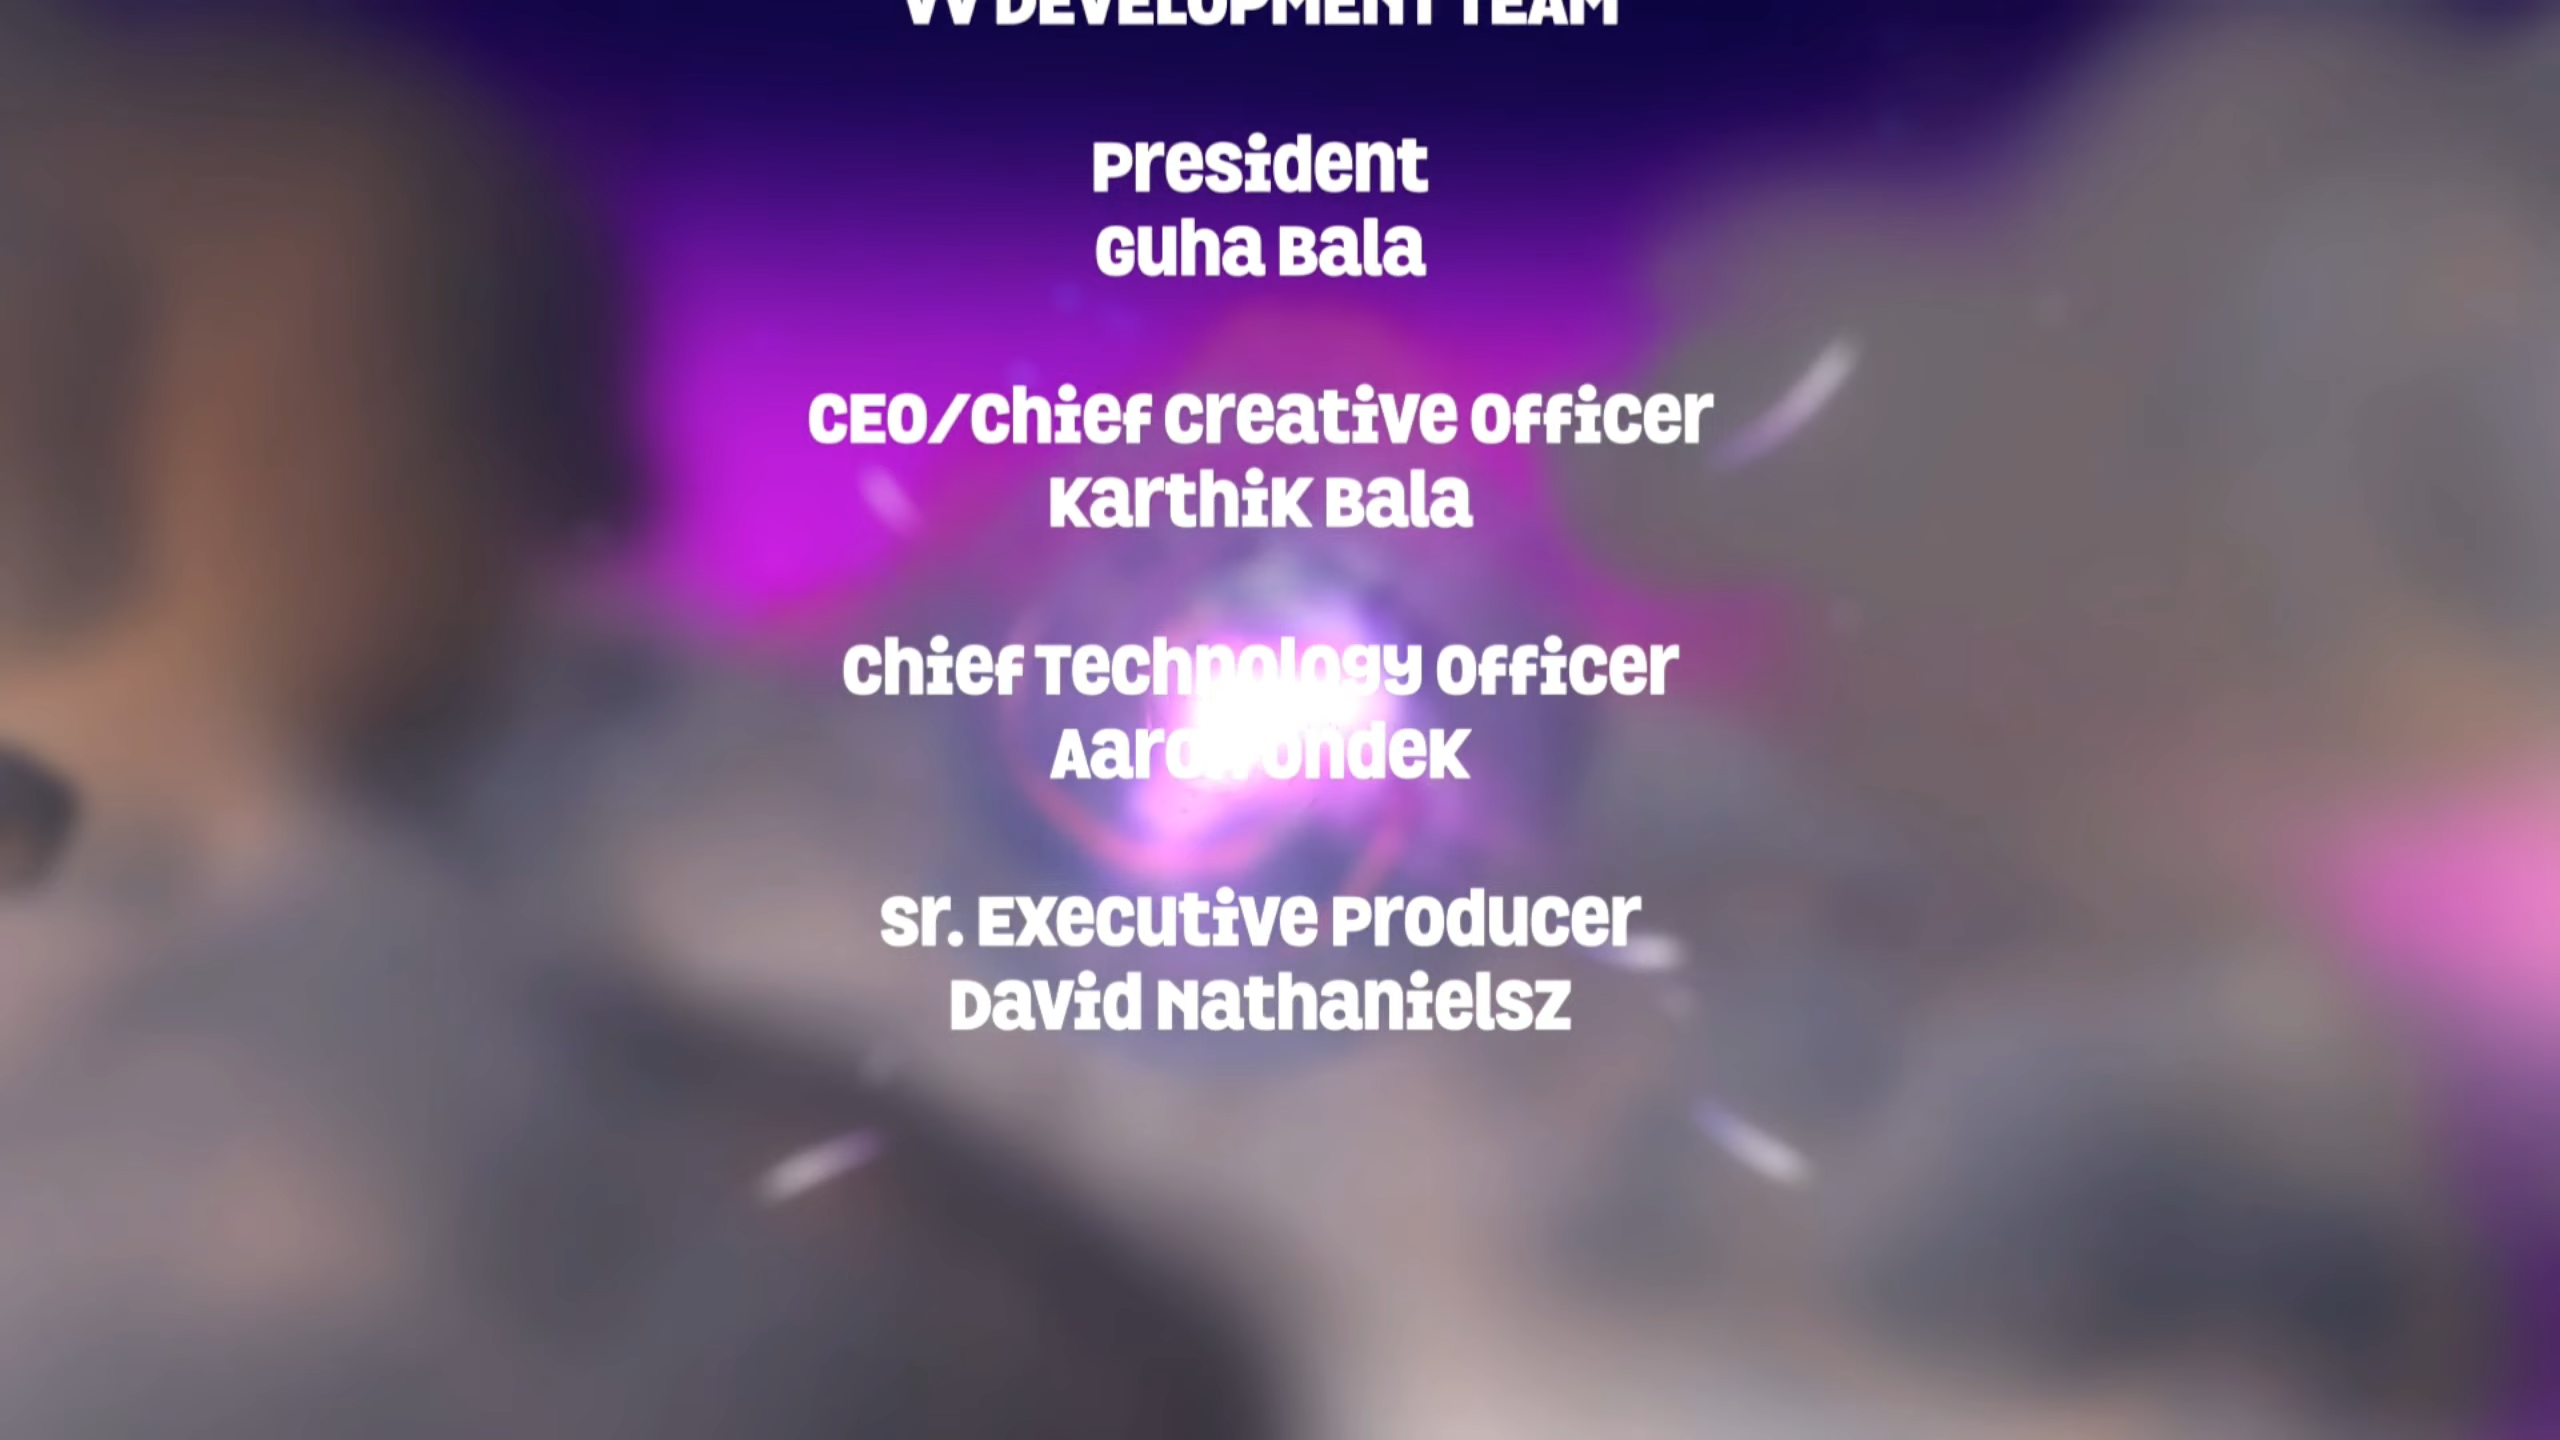 VV DEVELOPMENT TEAM
President
Guha Bala
CEO/Chief Creative Officer
Karthik Bala
Chief Technology Officer
Sr. Executive Producer
David Nathanielsz